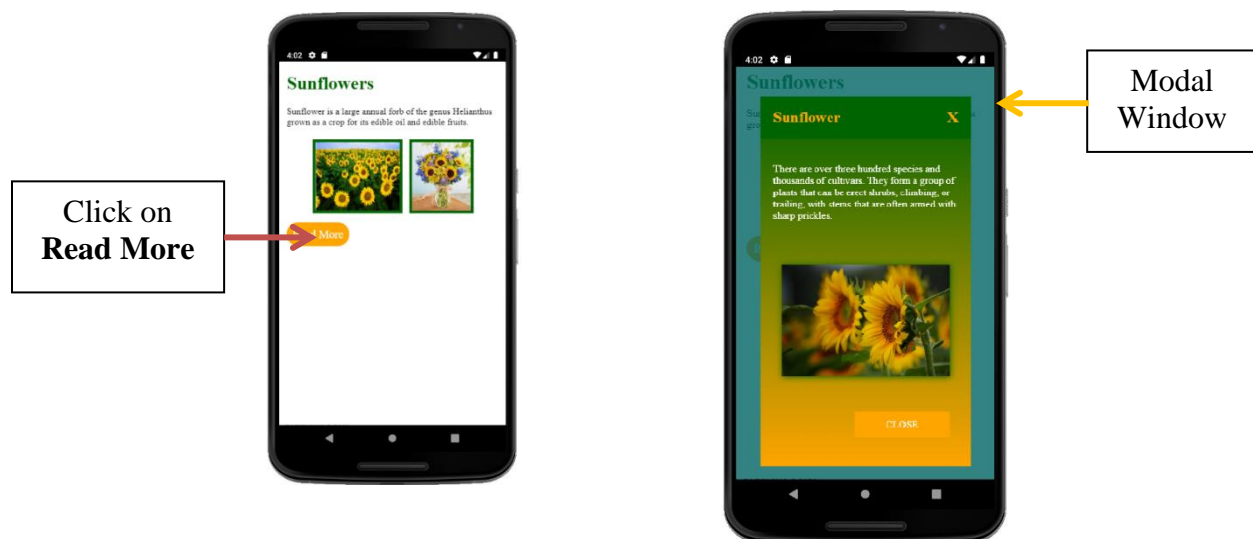 Click on
Read More
4:02
Sunflowers
Sunflower is a large annual forb of the genus Helianthus
grown as a crop for its edible oil and edible fruits.
More
4:02
Sunflowers
Sunflower
X
There are over three hundred species and
thousands of cultivars. They form a group of
plants that can be erect shrubs, climbing, or
trailing, with stems that are often armed with
sharp prickles.
CLOSE
Modal
Window